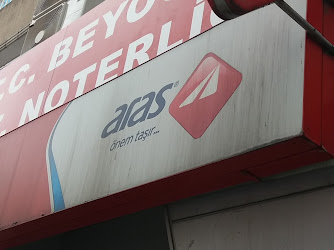 C. BEYO
NOTERLİ
aras®
önem taşır...